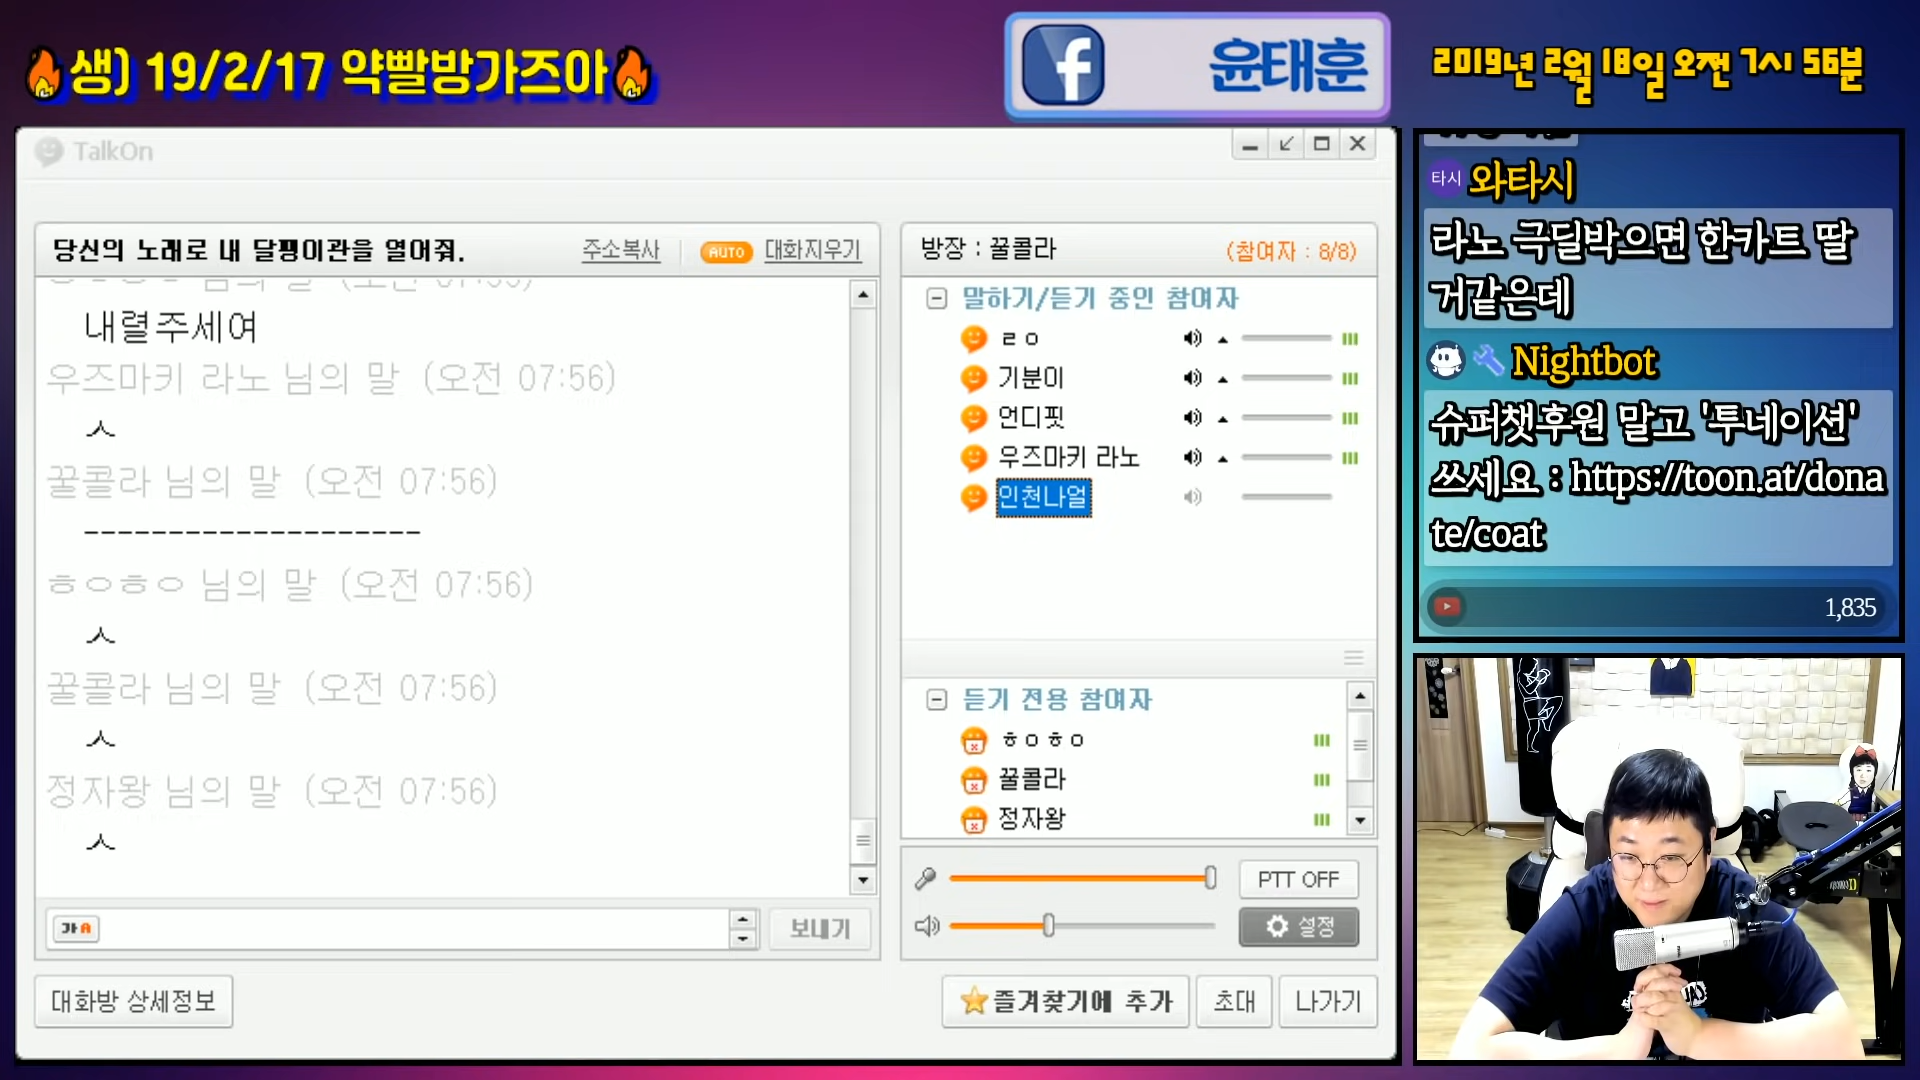 생) 19/2/17 약빨방가즈아
윤태훈
2019년 2월 18일 오전 7시 56분
TalkOn
당신의 노래로 내 달팽이관을 열어줘.
주소복사
AUTO
대화지우기
내렬주세여
우즈마키 라노 님의 말 (오전 07:56)
ㅅ
꿀콜라 님의 말 (오전 07:56)
--------------------
ㅎㅇㅎㅇ 님의 말 (오전 07:56)
ㅅ
꿀콜라 님의 말 (오전 07:56)
ㅅ
정자왕 님의 말 (오전 07:56)
ㅅ
가A
보내기
대화방 상세정보
방장 : 꿀콜라
(참여자 : 8/8)
말하기/듣기 중인 참여자
ㄹㅇ
기분이
언디핏
우즈마키 라노
인천나얼
듣기 전용 참여자
ㅎㅇㅎㅇ
꿀콜라
정자왕
PTT OFF
설정
즐겨찾기에 추가
초대
나가기
타시 와타시
라노 극딜박으면 한카트 딸
거같은데
Nightbot
슈퍼챗후원 말고 '투네이션'
쓰세요 : https://toon.at/dona
te/coat
1,835